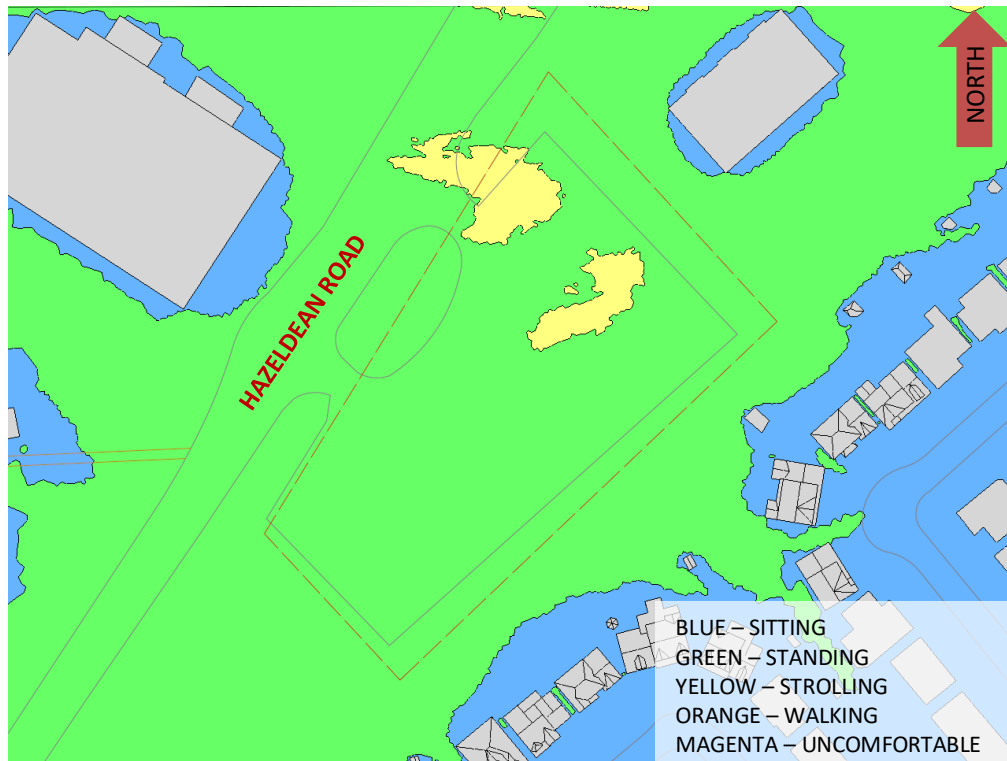 NORTH
HAZELDEAN ROAD
BLUE – SITTING
GREEN – STANDING
YELLOW – STROLLING
ORANGE – WALKING
MAGENTA – UNCOMFORTABLE